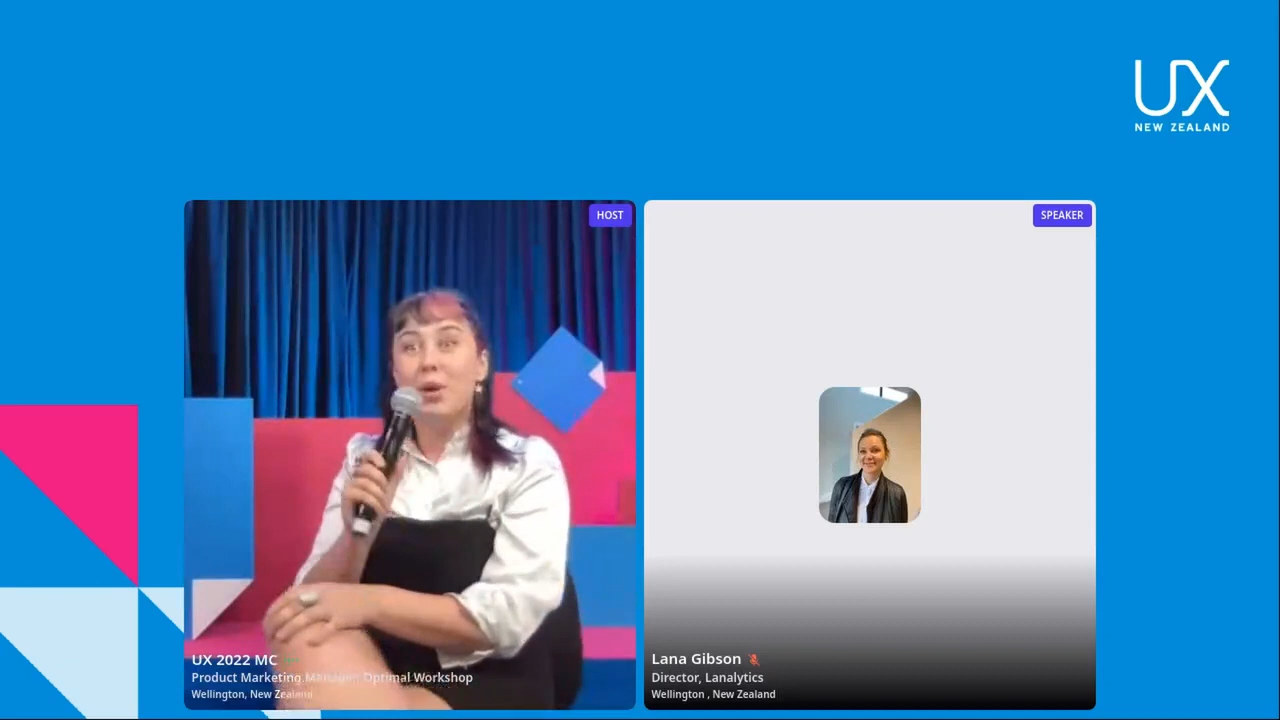 UX
NEW ZEALAND
HOST
SPEAKER
UX 2022 MC
Product Marketing Manager, Optimal Workshop
Wellington, New Zealand
Lana Gibson
Director, Lanalytics
Wellington , New Zealand